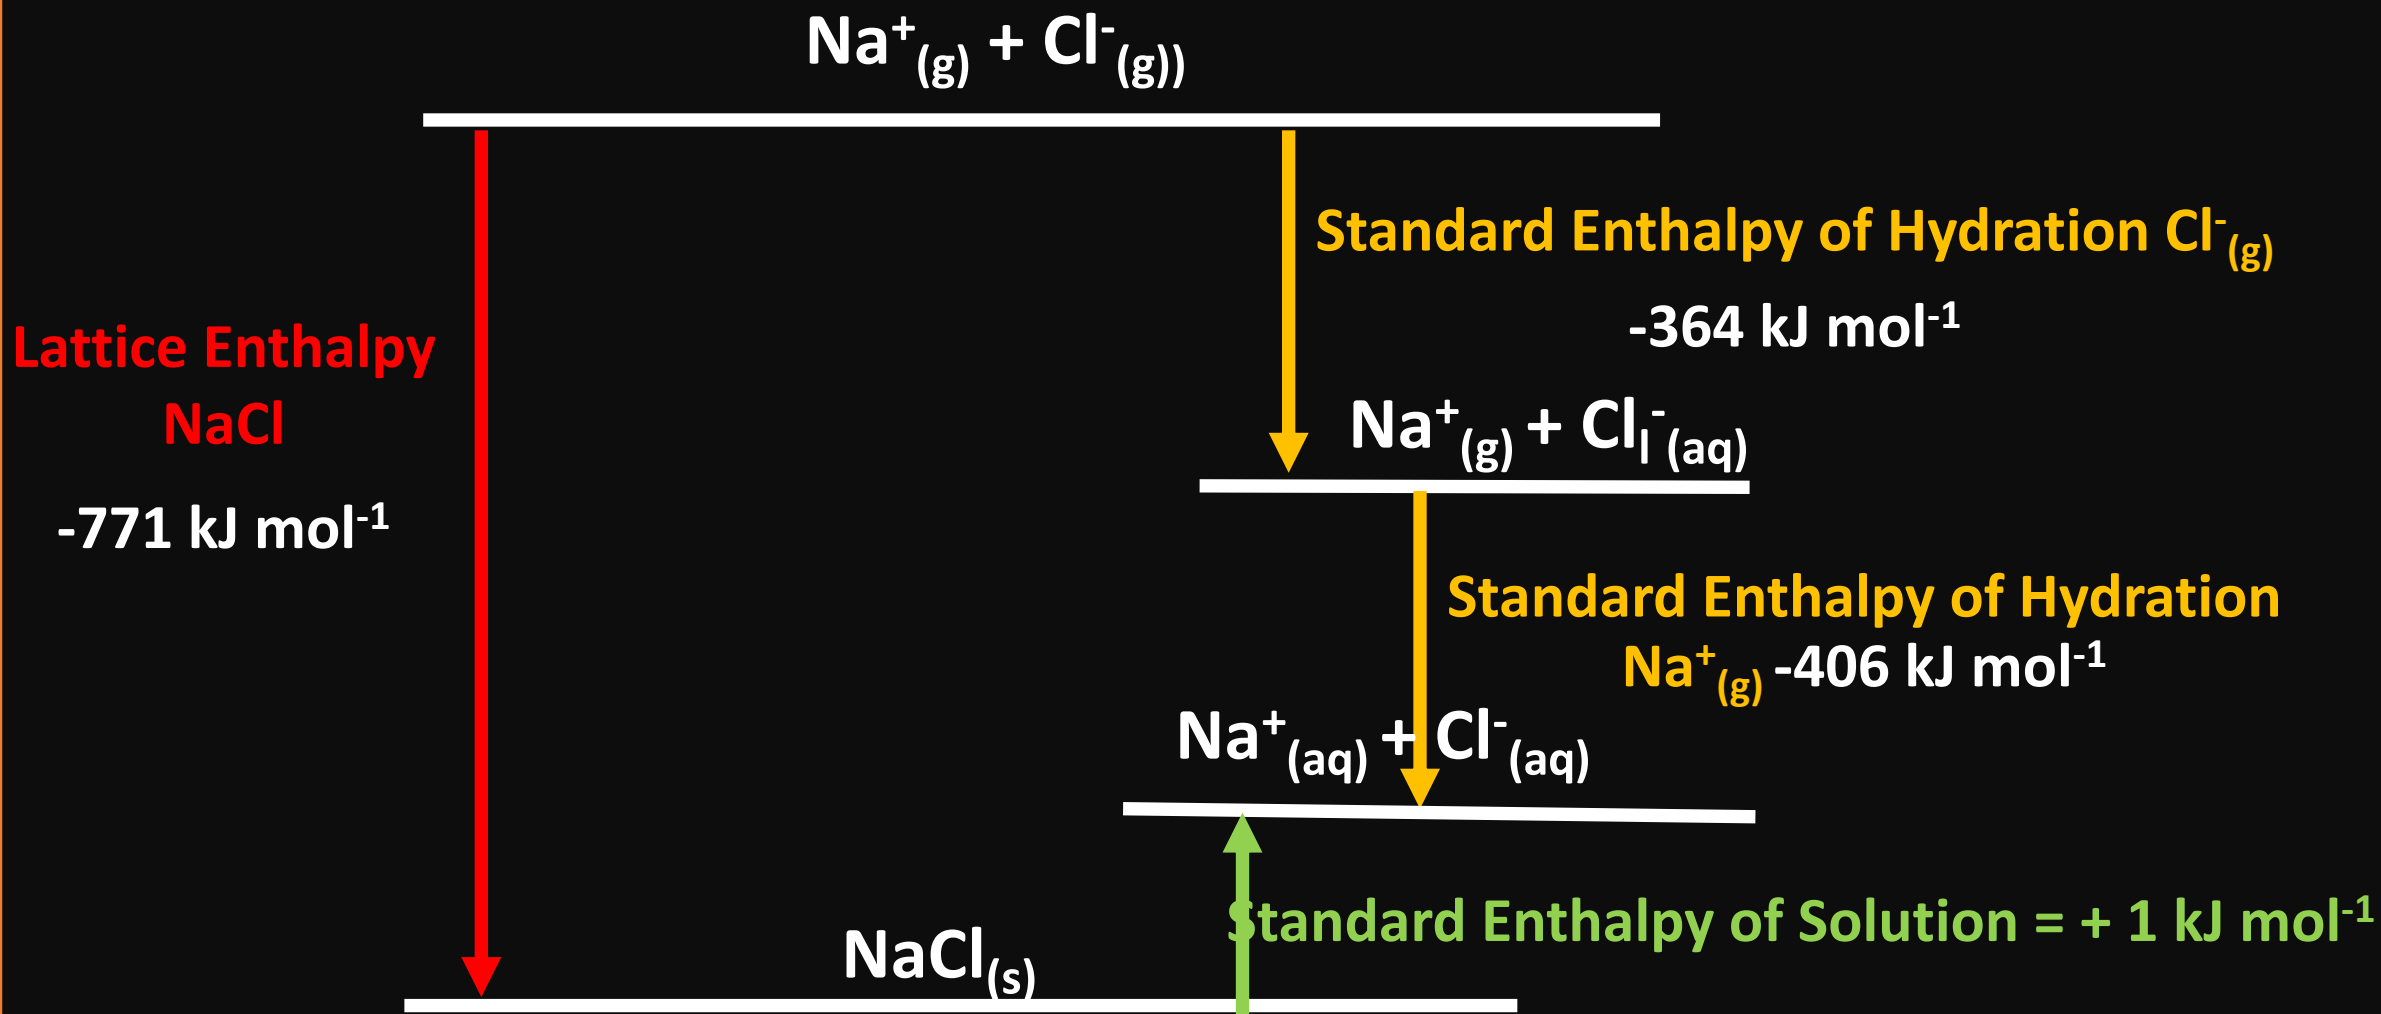 Na⁺(g) + Cl⁻(g))
Standard Enthalpy of Hydration Cl⁻(g)
-364 kJ mol⁻¹
Lattice Enthalpy
NaCl
-771 kJ mol⁻¹
Na⁺(g) + Cll⁻(aq)
Standard Enthalpy of Hydration
Na⁺(g) -406 kJ mol⁻¹
Na⁺(aq) + Cl⁻(aq)
Standard Enthalpy of Solution = + 1 kJ mol⁻¹
NaCl(s)